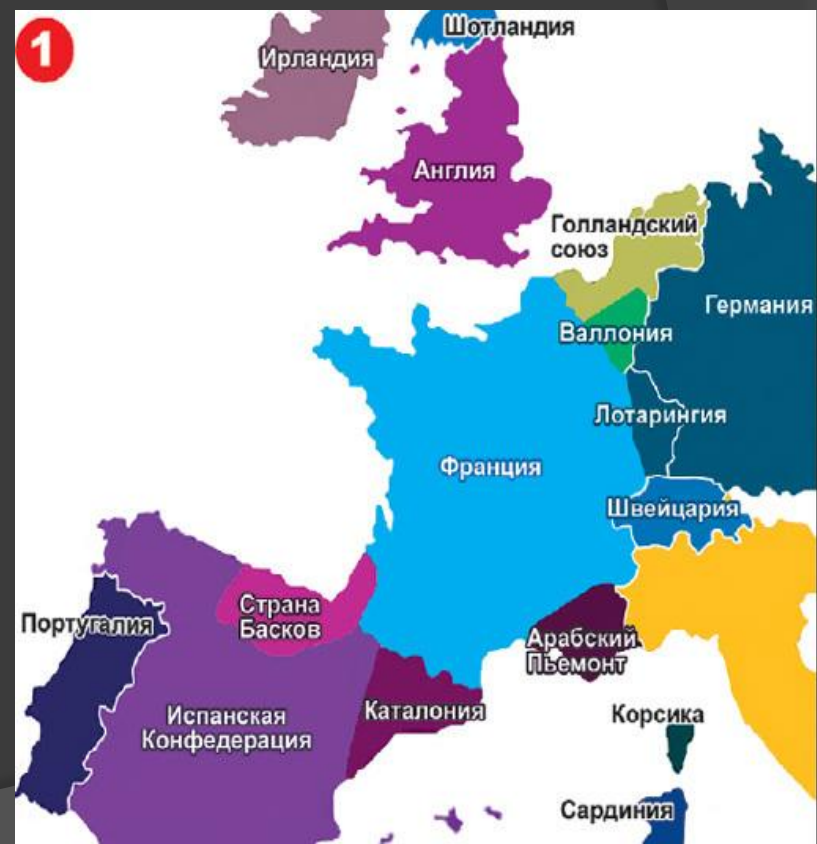 1
Шотландия
Ирландия
Англия
Голландский
союз
Германия
Валлония
Лотарингия
Франция
Швейцария
Страна
Басков
Португалия
Арабский
Пьемонт
Испанская
Конфедерация
Каталония
Корсика
Сардиния